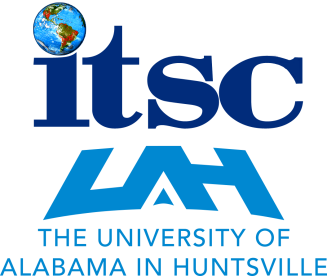 itsc
UAH
THE UNIVERSITY OF
ALABAMA IN HUNTSVILLE